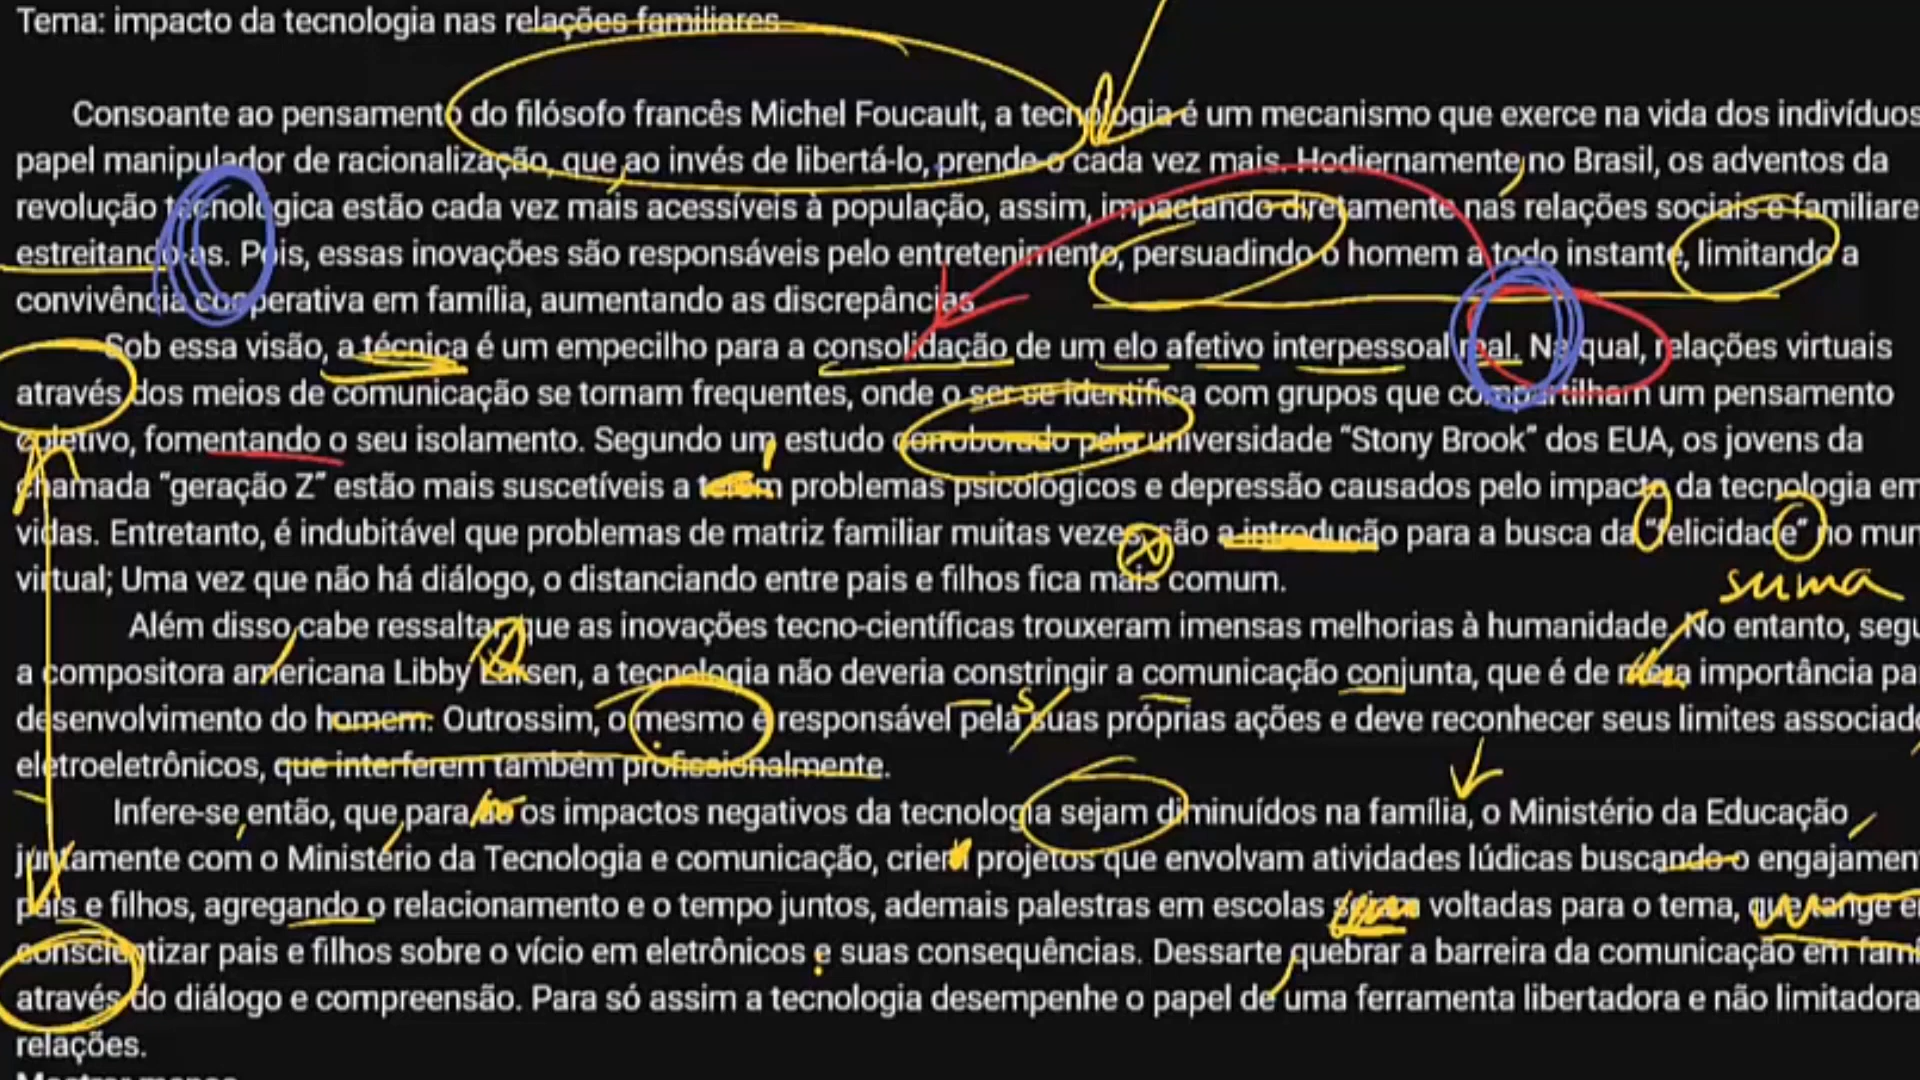 Tema: impacto da tecnologia nas relações familiares
Consoante ao pensamento do filósofo francês Michel Foucault, a tecnologia é um mecanismo que exerce na vida dos indivíduos
papel manipulador de racionalização, que ao invés de libertá-lo, prende-o cada vez mais. Hodiernamente no Brasil, os adventos da
revolução tecnológica estão cada vez mais acessíveis à população, assim, impactando diretamente nas relações sociais e familiare
estreitando-as. Pois, essas inovações são responsáveis pelo entretenimento, persuadindo o homem a todo instante, limitando a
convivência cooperativa em família, aumentando as discrepâncias
Sob essa visão, a técnica é um empecilho para a consolidação de um elo afetivo interpessoal real. Na qual, relações virtuais
através dos meios de comunicação se tornam frequentes, onde o ser se identifica com grupos que compartilham um pensamento
coletivo, fomentando o seu isolamento. Segundo um estudo corroborado pela universidade “Stony Brook” dos EUA, os jovens da
chamada “geração Z” estão mais suscetíveis a terem problemas psicológicos e depressão causados pelo impacto da tecnologia em
vidas. Entretanto, é indubitável que problemas de matriz familiar muitas vezes são a introdução para a busca da “felicidade” no mun
virtual; Uma vez que não há diálogo, o distanciando entre pais e filhos fica mais comum.
suma
Além disso cabe ressaltar, que as inovações tecno-científicas trouxeram imensas melhorias à humanidade. No entanto, segu
a compositora americana Libby Larsen, a tecnologia não deveria constringir a comunicação conjunta, que é de mera importância pa
desenvolvimento do homem. Outrossim, o mesmo é responsável pela suas próprias ações e deve reconhecer seus limites associado
s
eletroeletrônicos, que interferem também profissionalmente.
Infere-se então, que para os impactos negativos da tecnologia sejam diminuídos na família, o Ministério da Educação
juntamente com o Ministério da Tecnologia e comunicação, criem projetos que envolvam atividades lúdicas buscando o engajament
pais e filhos, agregando o relacionamento e o tempo juntos, ademais palestras em escolas voltadas para o tema, que tange e
conscientizar pais e filhos sobre o vício em eletrônicos e suas consequências. Dessarte quebrar a barreira da comunicação em fam
através do diálogo e compreensão. Para só assim a tecnologia desempenhe o papel de uma ferramenta libertadora e não limitadora
relações.
Mostrar menos